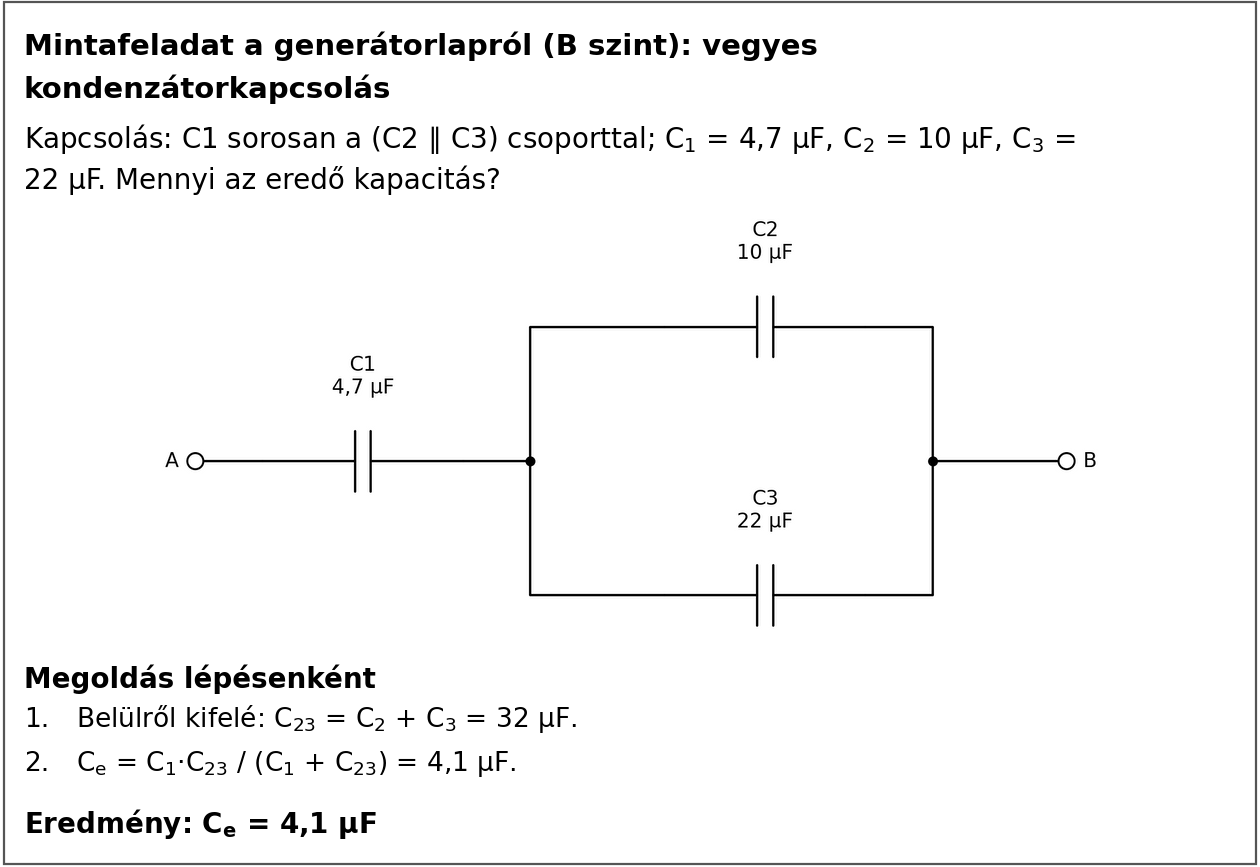 Mintafeladat a generátorlapról (B szint): vegyes
kondenzátorkapcsolás
Kapcsolás: C1 sorosan a (C2 ∥ C3) csoporttal; C₁ = 4,7 µF, C₂ = 10 µF, C₃ =
22 µF. Mennyi az eredő kapacitás?
C2
10 µF
C1
4,7 µF
A
B
C3
22 µF
Megoldás lépésenként
1. Belülről kifelé: C₂₃ = C₂ + C₃ = 32 µF.
2. Cₑ = C₁·C₂₃ / (C₁ + C₂₃) = 4,1 µF.
Eredmény: Cₑ = 4,1 µF